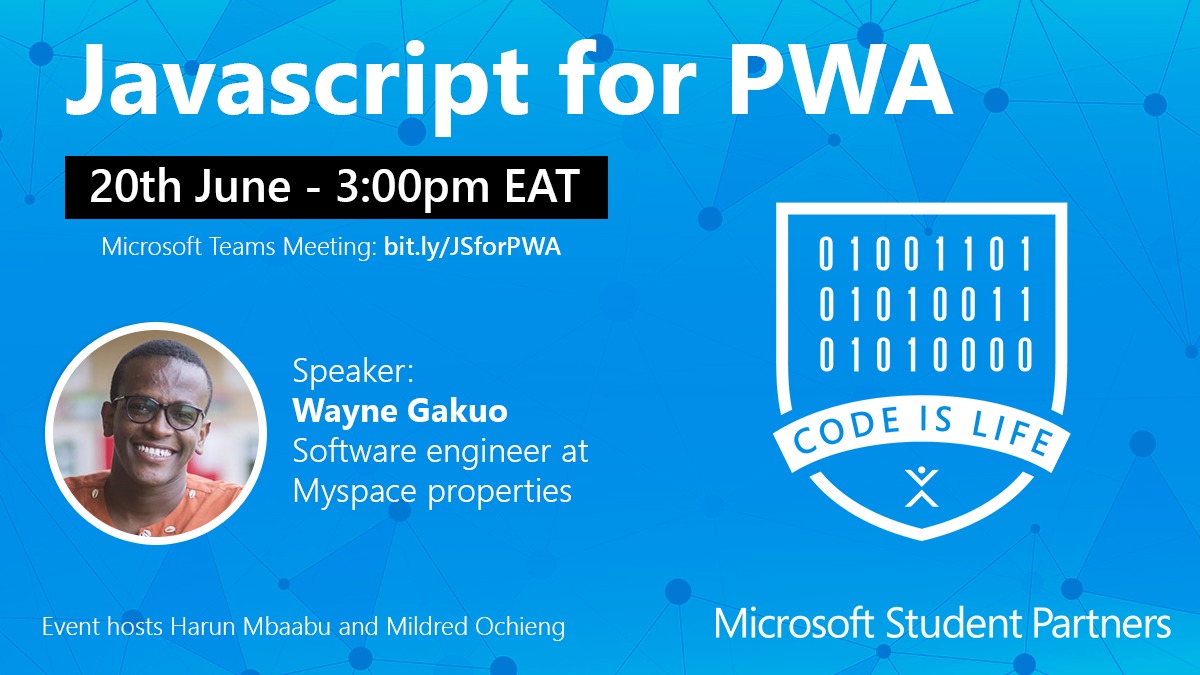 Javascript for PWA
20th June - 3:00pm EAT
Microsoft Teams Meeting: bit.ly/JSforPWA
Speaker:
Wayne Gakuo
Software engineer at
Myspace properties
01001101
01010011
01010000
CODE IS LIFE
Event hosts Harun Mbaabu and Mildred Ochieng
Microsoft Student Partners